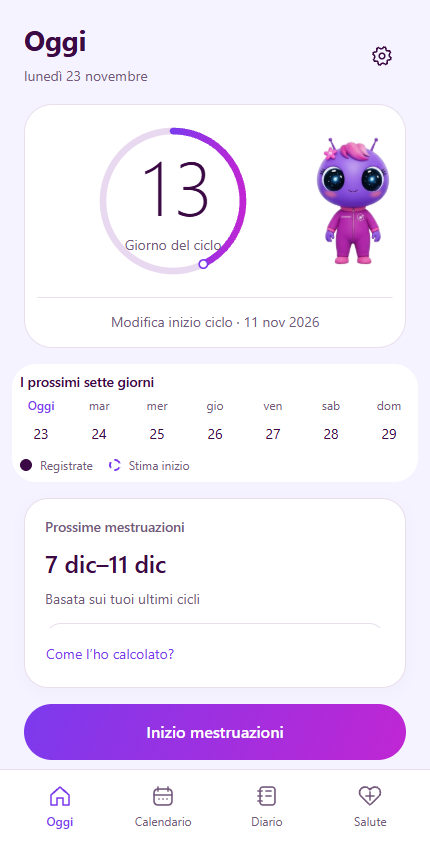 Oggi
lunedì 23 novembre
13
Giorno del ciclo
Modifica inizio ciclo · 11 nov 2026
I prossimi sette giorni
Oggi mar mer gio ven sab dom
23 24 25 26 27 28 29
Registrate Stima inizio
Prossime mestruazioni
7 dic–11 dic
Basata sui tuoi ultimi cicli
Come l’ho calcolato?
Inizio mestruazioni
Oggi Calendario Diario Salute